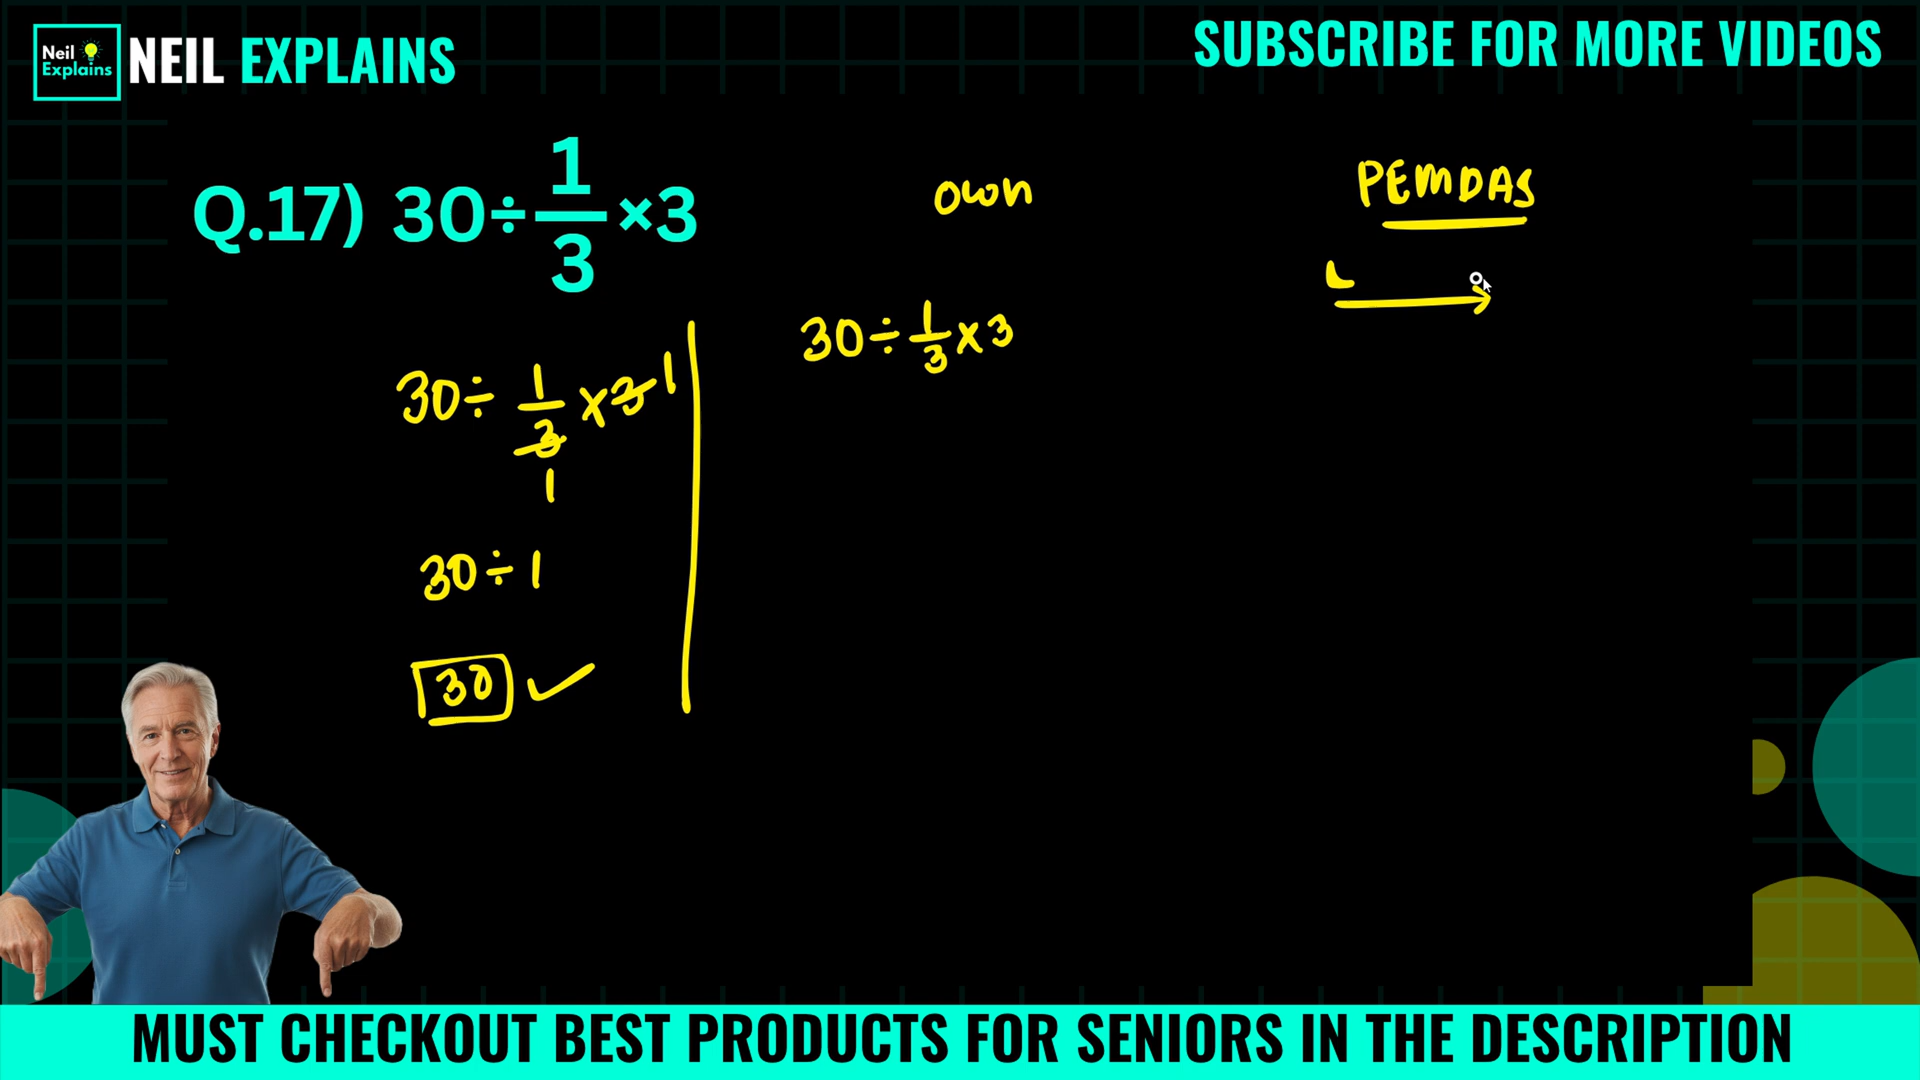 Neil
Explains
NEIL EXPLAINS
SUBSCRIBE FOR MORE VIDEOS
Q.17) 30÷1/3×3
own
PEMDAS
L
30÷1/3×3
30÷1/3×3 1
1
30÷1
30 ✓
MUST CHECKOUT BEST PRODUCTS FOR SENIORS IN THE DESCRIPTION